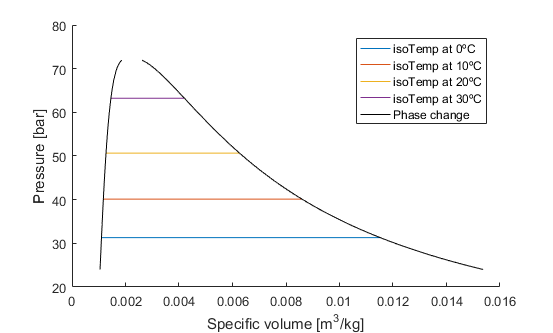 80
70
60
50
40
30
20
Pressure [bar]
isoTemp at 0ºC
isoTemp at 10ºC
isoTemp at 20ºC
isoTemp at 30ºC
Phase change
0 0.002 0.004 0.006 0.008 0.01 0.012 0.014 0.016
Specific volume [m³/kg]